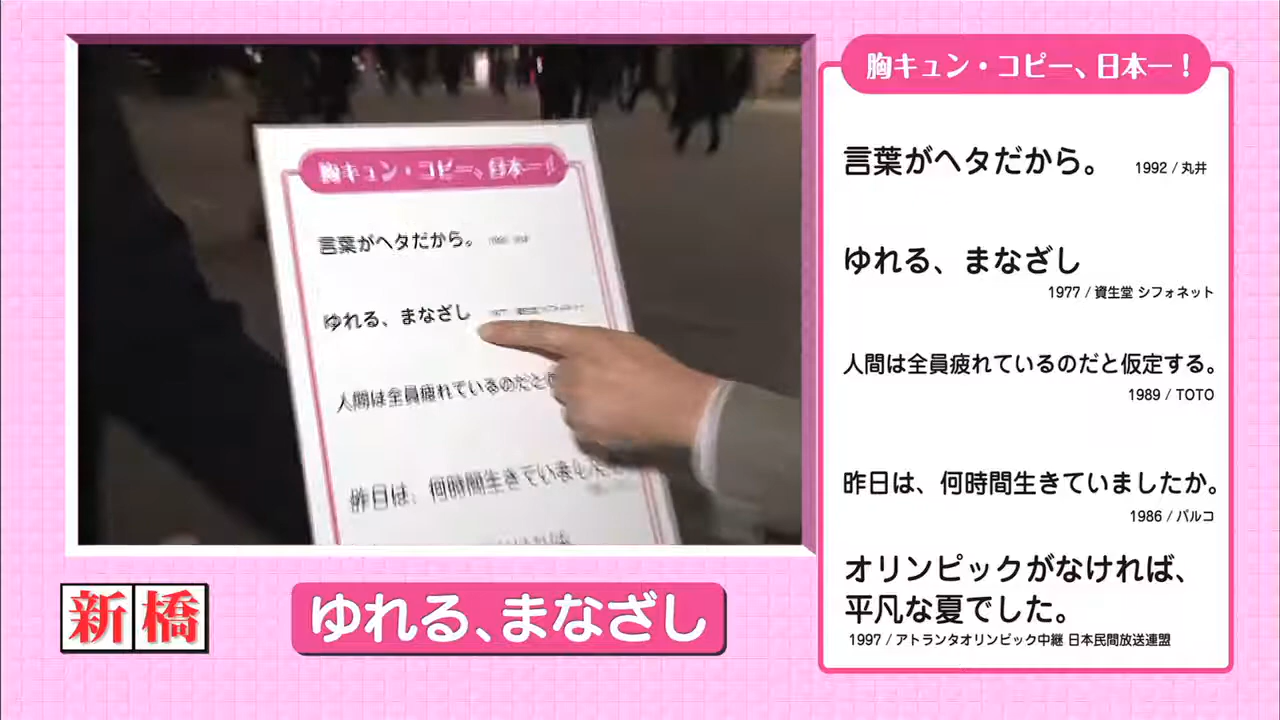 胸キュン・コピー、日本一！
言葉がヘタだから。
ゆれる、まなざし
人間は全員疲れているのだと仮
昨日は、何時間生きていました
胸キュン・コピー、日本一！
言葉がヘタだから。 1992 / 丸井
ゆれる、まなざし
1977 / 資生堂 シフォネット
人間は全員疲れているのだと仮定する。
1989 / TOTO
昨日は、何時間生きていましたか。
1986 / パルコ
オリンピックがなければ、
平凡な夏でした。
1997 / アトランタオリンピック中継 日本民間放送連盟
新橋
ゆれる、まなざし